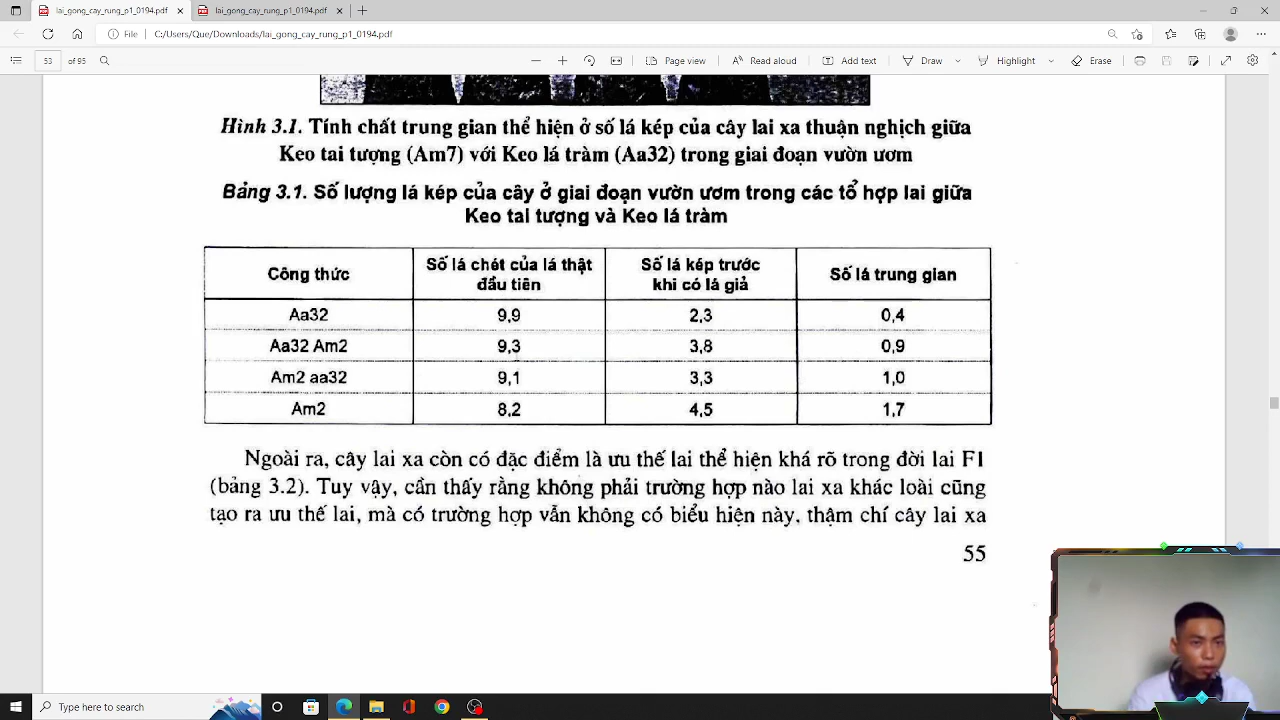 lai_gong_cay_rung_p1_0194.pdf
lai_gong_cay_rung_p1_0194.pdf
File C:/Users/Que/Downloads/lai_gong_cay_rung_p1_0194.pdf
53 of 95 Page view Read aloud Add text Draw Highlight Erase
Hình 3.1. Tính chất trung gian thể hiện ở số lá kép của cây lai xa thuận nghịch giữa
Keo tai tượng (Am7) với Keo lá tràm (Aa32) trong giai đoạn vườn ươm
Bảng 3.1. Số lượng lá kép của cây ở giai đoạn vườn ươm trong các tổ hợp lai giữa
Keo tai tượng và Keo lá tràm
Công thức Số lá chét của lá thật đầu tiên Số lá kép trước khi có lá giả Số lá trung gian
Aa32 9,9 2,3 0,4
Aa32 Am2 9,3 3,8 0,9
Am2 aa32 9,1 3,3 1,0
Am2 8,2 4,5 1,7
Ngoài ra, cây lai xa còn có đặc điểm là ưu thế lai thể hiện khá rõ trong đời lai F1
(bảng 3.2). Tuy vậy, cần thấy rằng không phải trường hợp nào lai xa khác loài cũng
tạo ra ưu thế lai, mà có trường hợp vẫn không có biểu hiện này, thậm chí cây lai xa
55
Type here to search